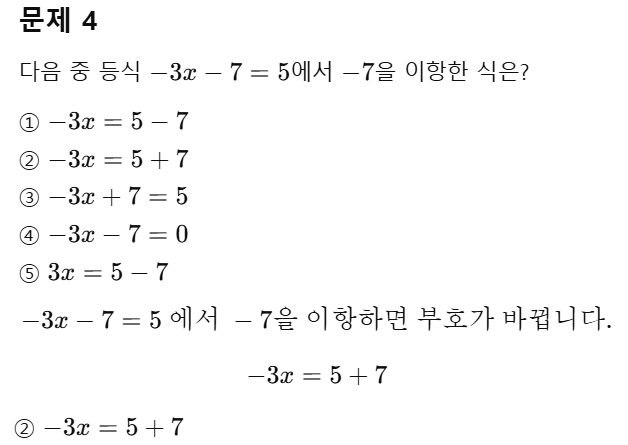 문제 4
다음 중 등식 −3x − 7 = 5에서 −7을 이항한 식은?
① −3x = 5 − 7
② −3x = 5 + 7
③ −3x + 7 = 5
④ −3x − 7 = 0
⑤ 3x = 5 − 7
−3x − 7 = 5 에서 − 7을 이항하면 부호가 바뀝니다.
−3x = 5 + 7
② −3x = 5 + 7